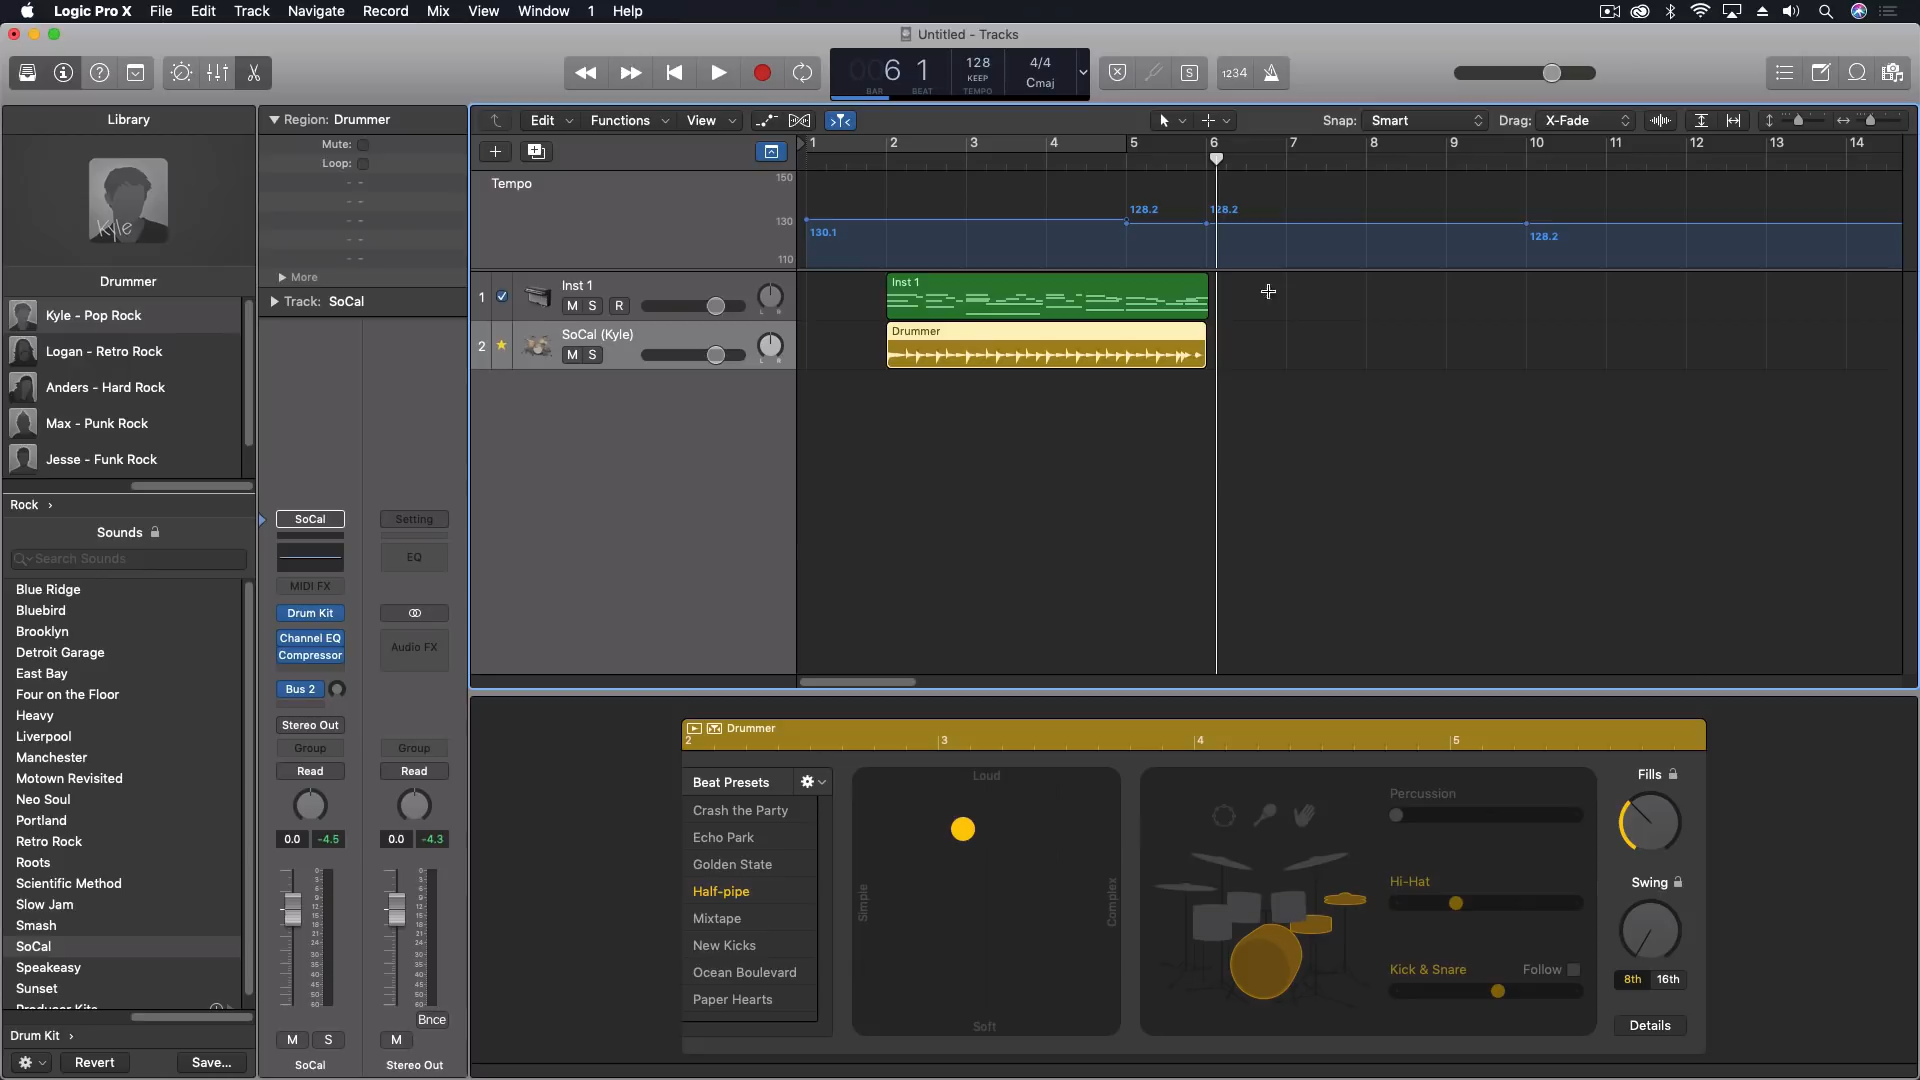 Logic Pro X File Edit Track Navigate Record Mix View Window 1 Help
Untitled - Tracks
6 1
BAR BEAT
128
KEEP
TEMPO
4/4
Cmaj
S
1234
Library
Kyle
Drummer
Kyle - Pop Rock
Logan - Retro Rock
Anders - Hard Rock
Max - Punk Rock
Jesse - Funk Rock
Rock ›
Sounds
Search Sounds
Blue Ridge
Bluebird
Brooklyn
Detroit Garage
East Bay
Four on the Floor
Heavy
Liverpool
Manchester
Motown Revisited
Neo Soul
Portland
Retro Rock
Roots
Scientific Method
Slow Jam
Smash
SoCal
Speakeasy
Sunset
Producer Kits
Drum Kit ›
Revert Save...
Region: Drummer
Mute:
Loop:
More
Track: SoCal
SoCal Setting
EQ
MIDI FX
Drum Kit
Channel EQ
Compressor
Audio FX
Bus 2
Stereo Out
Group Group
Read Read
0.0 -4.5 0.0 -4.3
Bnce
M S M
SoCal Stereo Out
Edit Functions View
Snap: Smart Drag: X-Fade
1 2 3 4 5 6 7 8 9 10 11 12 13 14
Tempo
150
130
110
130.1
128.2
128.2
128.2
1 Inst 1
M S R
L R
Inst 1
2 SoCal (Kyle)
M S
L R
Drummer
Drummer
2 3 4 5
Beat Presets
Crash the Party
Echo Park
Golden State
Half-pipe
Mixtape
New Kicks
Ocean Boulevard
Paper Hearts
Loud
Simple
Complex
Soft
Percussion
Hi-Hat
Kick & Snare Follow
Fills
Swing
8th 16th
Details